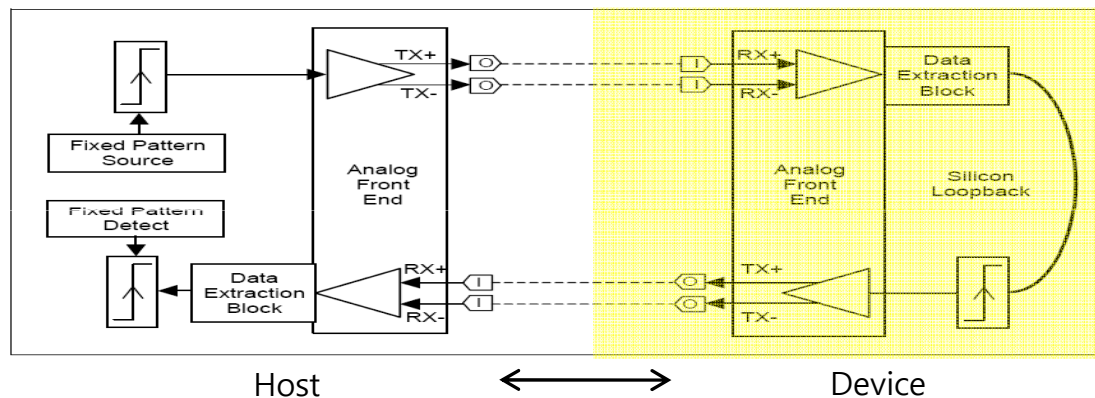 TX+
O
TX-
O
Fixed Pattern
Source
Analog
Front
End
Fixed Pattern
Detect
Data
Extraction
Block
RX+
I
RX-
I
I
RX+
I
RX-
Data
Extraction
Block
Analog
Front
End
Silicon
Loopback
O
TX+
O
TX-
Host
Device